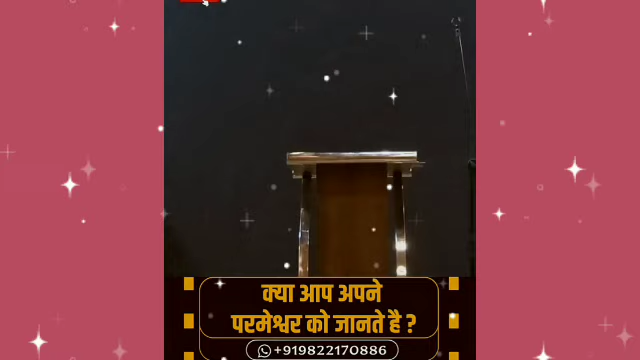 क्या आप अपने
परमेश्वर को जानते है ?
+919822170886